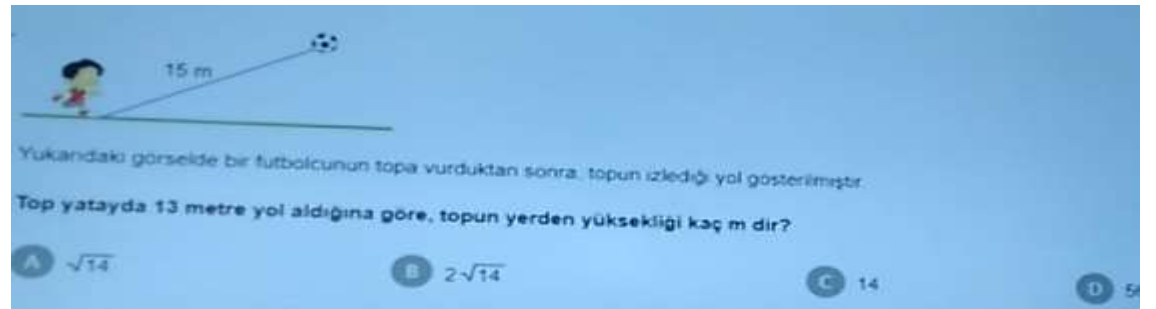 15 m
Yukarıdaki görselde bir futbolcunun topa vurduktan sonra, topun izlediği yol gösterilmiştir.
Top yatayda 13 metre yol aldığına göre, topun yerden yüksekliği kaç m dir?
A √14 B 2√14 C 14 D